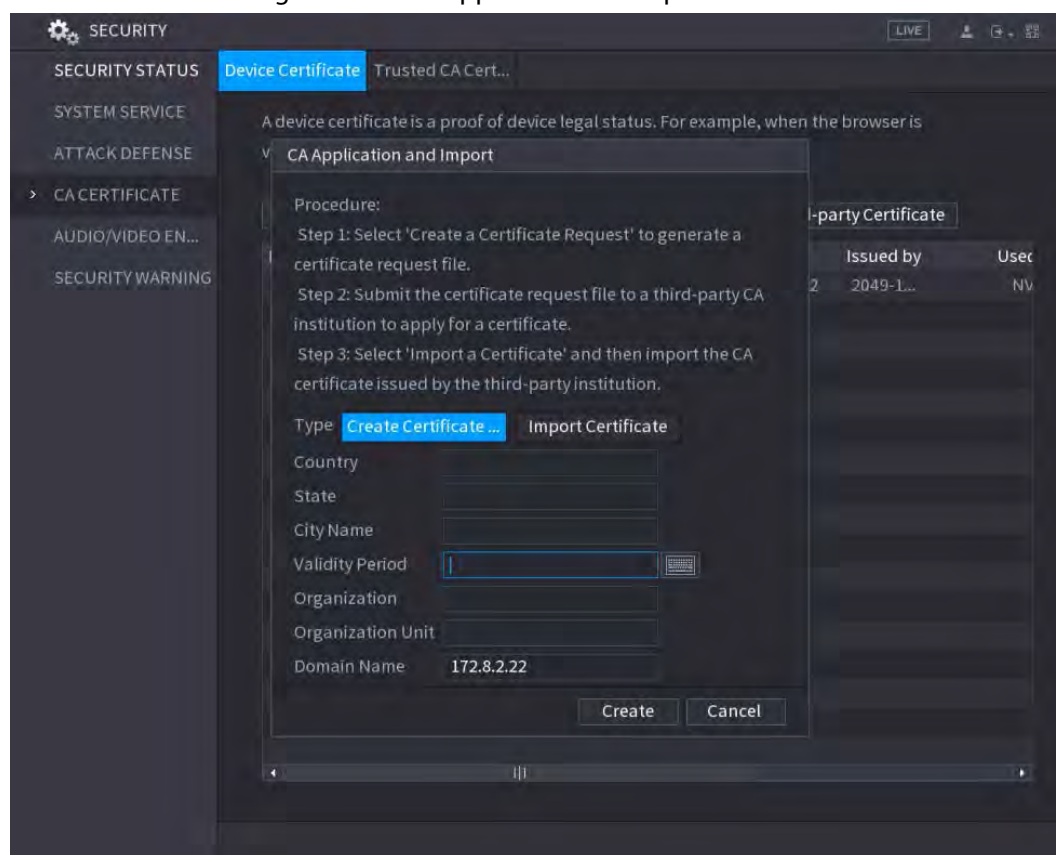 SECURITY
LIVE
SECURITY STATUS
Device Certificate
Trusted CA Cert...
SYSTEM SERVICE
A device certificate is a proof of device legal status. For example, when the browser is
ATTACK DEFENSE
CA Application and Import
CA CERTIFICATE
Procedure:
-party Certificate
AUDIO/VIDEO EN...
Step 1: Select 'Create a Certificate Request' to generate a
certificate request file.
Issued by
Used
SECURITY WARNING
Step 2: Submit the certificate request file to a third-party CA
2
2049-1...
NV
institution to apply for a certificate.
Step 3: Select 'Import a Certificate' and then import the CA
certificate issued by the third-party institution.
Type
Create Certificate ...
Import Certificate
Country
State
City Name
Validity Period
Organization
Organization Unit
Domain Name
172.8.2.22
Create
Cancel